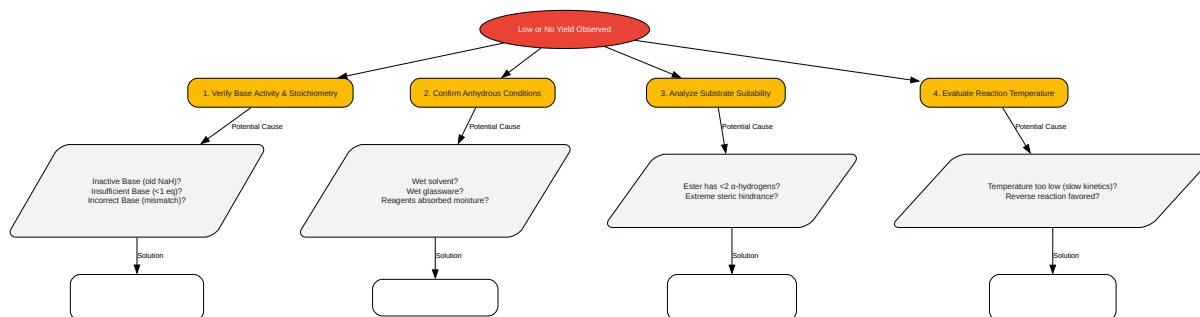 Low or No Yield Observed
1. Verify Base Activity & Stoichiometry
2. Confirm Anhydrous Conditions
3. Analyze Substrate Suitability
4. Evaluate Reaction Temperature
Potential Cause
Potential Cause
Potential Cause
Potential Cause
Inactive Base (old NaH)?
Insufficient Base (<1 eq)?
Incorrect Base (mismatch)?
Wet solvent?
Wet glassware?
Reagents absorbed moisture?
Ester has <2 α-hydrogens?
Extreme steric hindrance?
Temperature too low (slow kinetics)?
Reverse reaction favored?
Solution
Solution
Solution
Solution